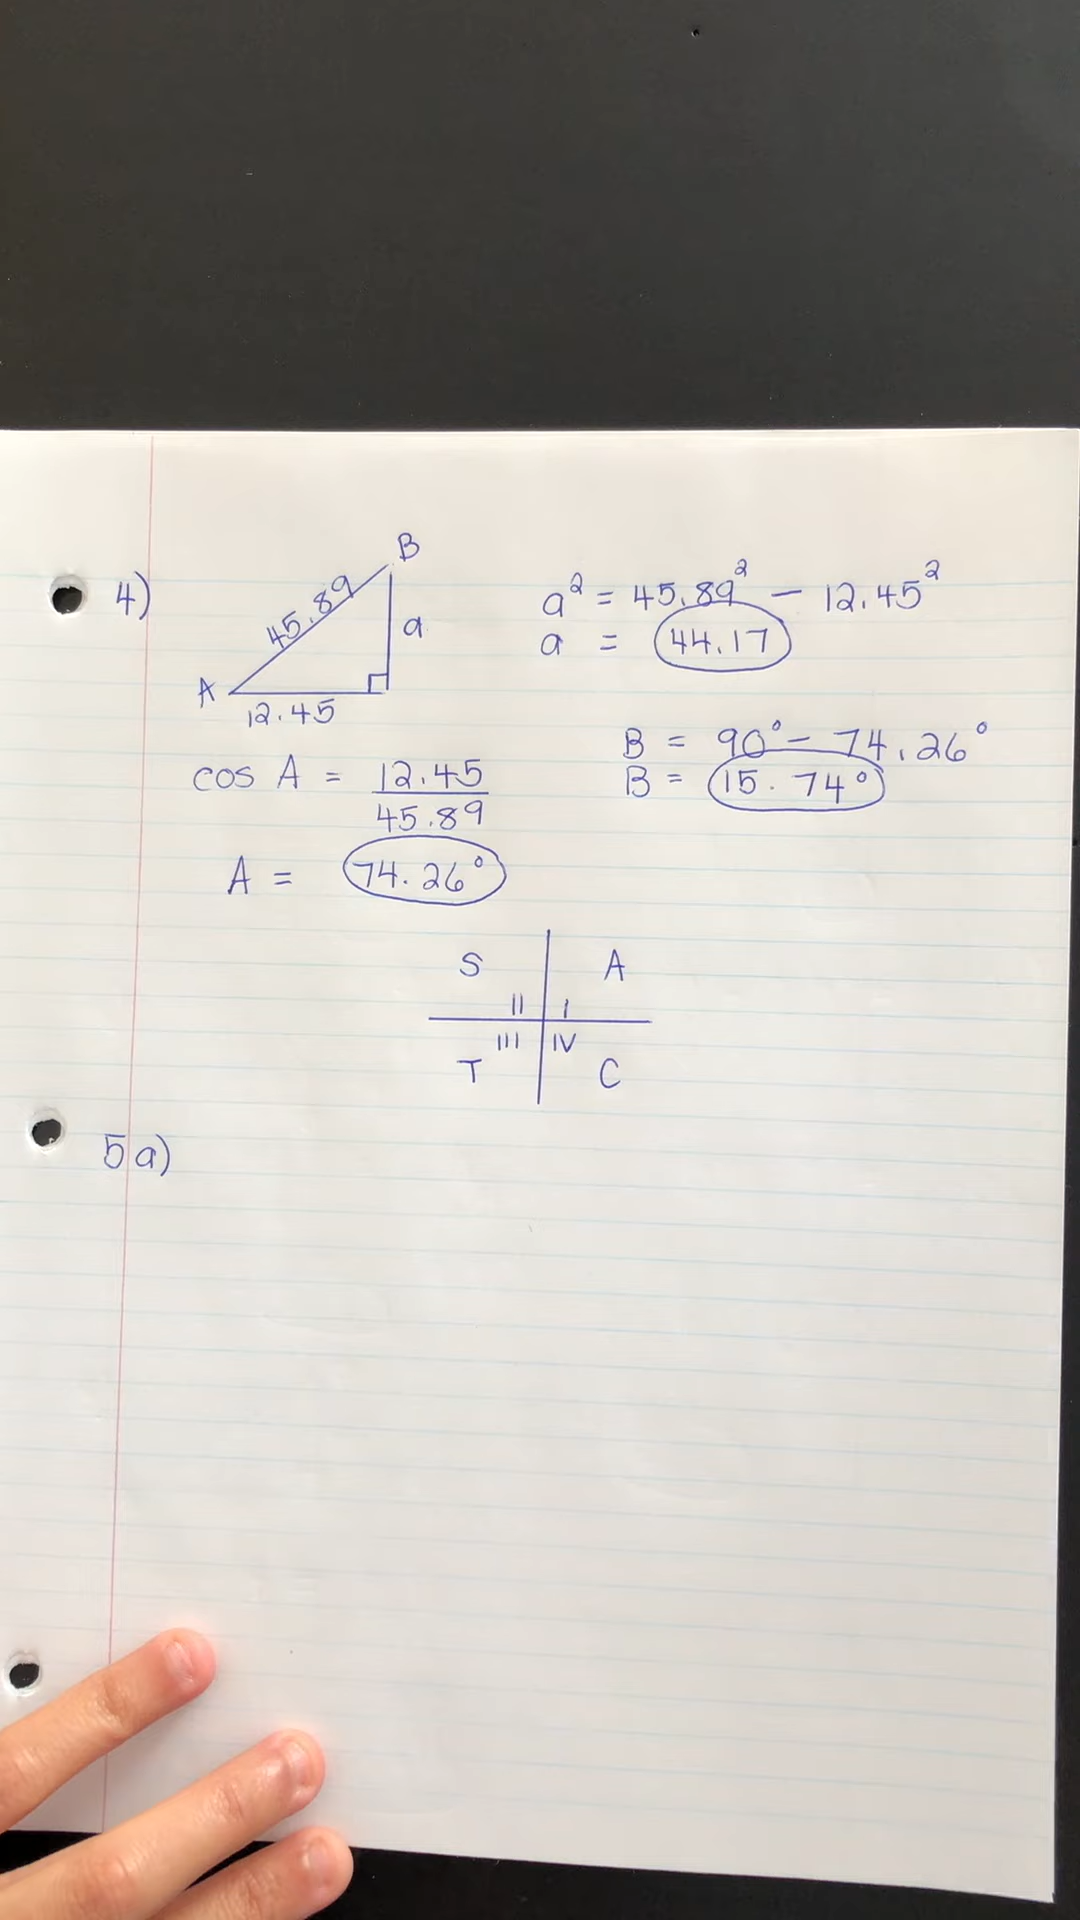 4)
B
45.89
a
A
12.45
a² = 45.89² − 12.45²
a = 44.17
cos A = 12.45
45.89
A = 74.26°
B = 90° − 74.26°
B = 15.74°
S A
II I
III IV
T C
5a)